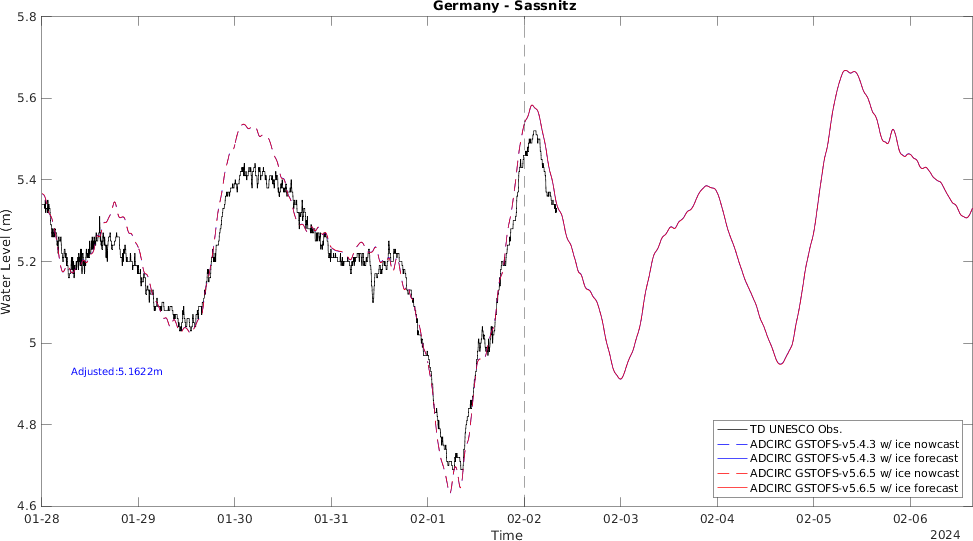 Germany - Sassnitz
Water Level (m)
5.8
5.6
5.4
5.2
5
4.8
4.6
Adjusted:5.1622m
TD UNESCO Obs.
ADCIRC GSTOFS-v5.4.3 w/ ice nowcast
ADCIRC GSTOFS-v5.4.3 w/ ice forecast
ADCIRC GSTOFS-v5.6.5 w/ ice nowcast
ADCIRC GSTOFS-v5.6.5 w/ ice forecast
01-28 01-29 01-30 01-31 02-01 02-02 02-03 02-04 02-05 02-06
Time
2024